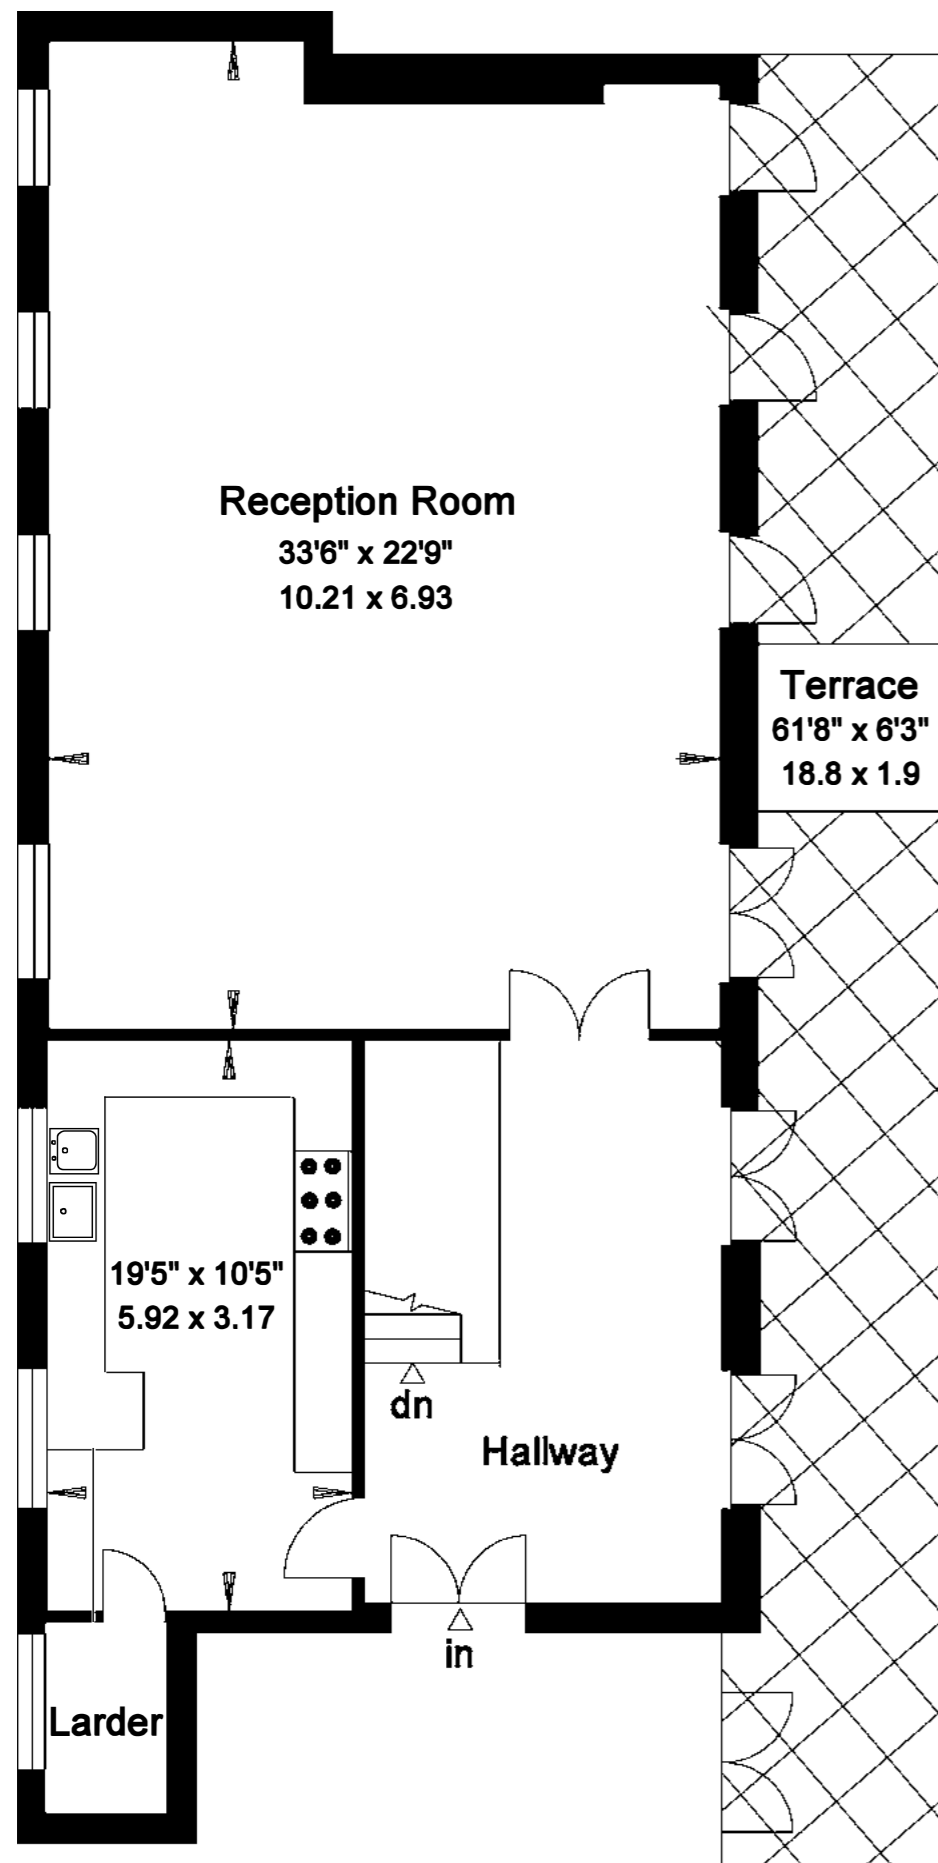 Reception Room
33'6" x 22'9"
10.21 x 6.93
Terrace
61'8" x 6'3"
18.8 x 1.9
19'5" x 10'5"
5.92 x 3.17
dn
Hallway
in
Larder